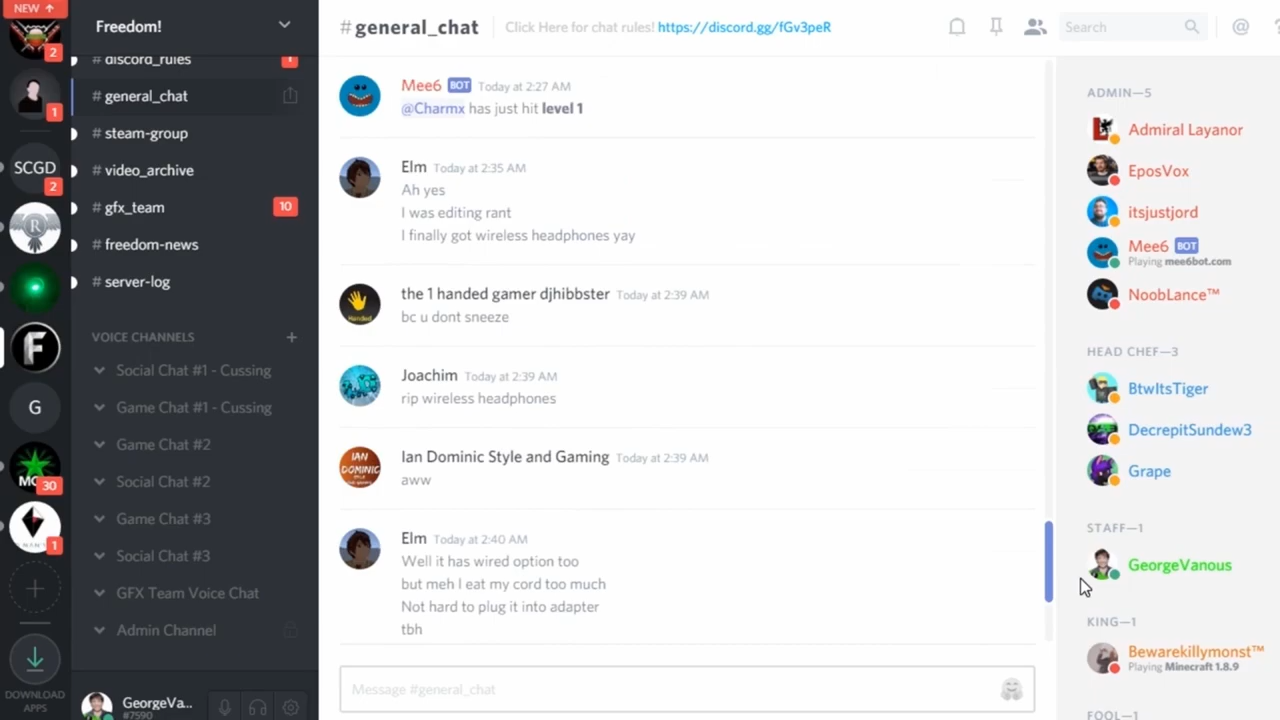 NEW ↑
2
1
SCGD
2
R
F
G
MC
30
1
DOWNLOAD
APPS
Freedom!
# discord_rules
# general_chat
# steam-group
# video_archive
# gfx_team 10
# freedom-news
# server-log
VOICE CHANNELS +
Social Chat #1 - Cussing
Game Chat #1 - Cussing
Game Chat #2
Social Chat #2
Game Chat #3
Social Chat #3
GFX Team Voice Chat
Admin Channel
GeorgeVa...
#7590
#general_chat Click Here for chat rules! https://discord.gg/fGv3peR
Search @ ?
Mee6 BOT Today at 2:27 AM
@Charmx has just hit level 1
Elm Today at 2:35 AM
Ah yes
I was editing rant
I finally got wireless headphones yay
the 1 handed gamer djhibbster Today at 2:39 AM
bc u dont sneeze
Joachim Today at 2:39 AM
rip wireless headphones
IAN
DOMINIC
Ian Dominic Style and Gaming Today at 2:39 AM
aww
Elm Today at 2:40 AM
Well it has wired option too
but meh I eat my cord too much
Not hard to plug it into adapter
tbh
Message #general_chat
ADMIN—5
Admiral Layanor
EposVox
itsjustjord
Mee6 BOT
Playing mee6bot.com
NoobLance™
HEAD CHEF—3
BtwItsTiger
DecrepitSundew3
Grape
STAFF—1
GeorgeVanous
KING—1
Bewarekillymonst™
Playing Minecraft 1.8.9
FOOL—1